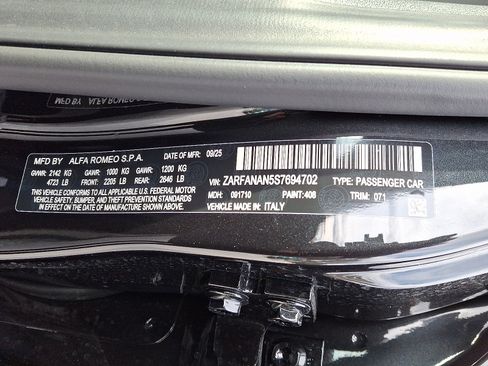 MFD BY ALFA ROMEO S.P.A. DATE OF MFR: 09/25
GVWR: 2142 KG GAWR: 1000 KG GAWR: 1200 KG
4723 LB FRONT: 2205 LB REAR: 2646 LB
THIS VEHICLE CONFORMS TO ALL APPLICABLE U.S. FEDERAL MOTOR
VEHICLE SAFETY, BUMPER, AND THEFT PREVENTION STANDARDS IN
EFFECT ON THE DATE OF MANUFACTURE SHOWN ABOVE.
VIN: ZARFANAN5S7694702 TYPE: PASSENGER CAR
MDH: 091710 PAINT: 408 TRIM: 071
VEHICLE MADE IN: ITALY